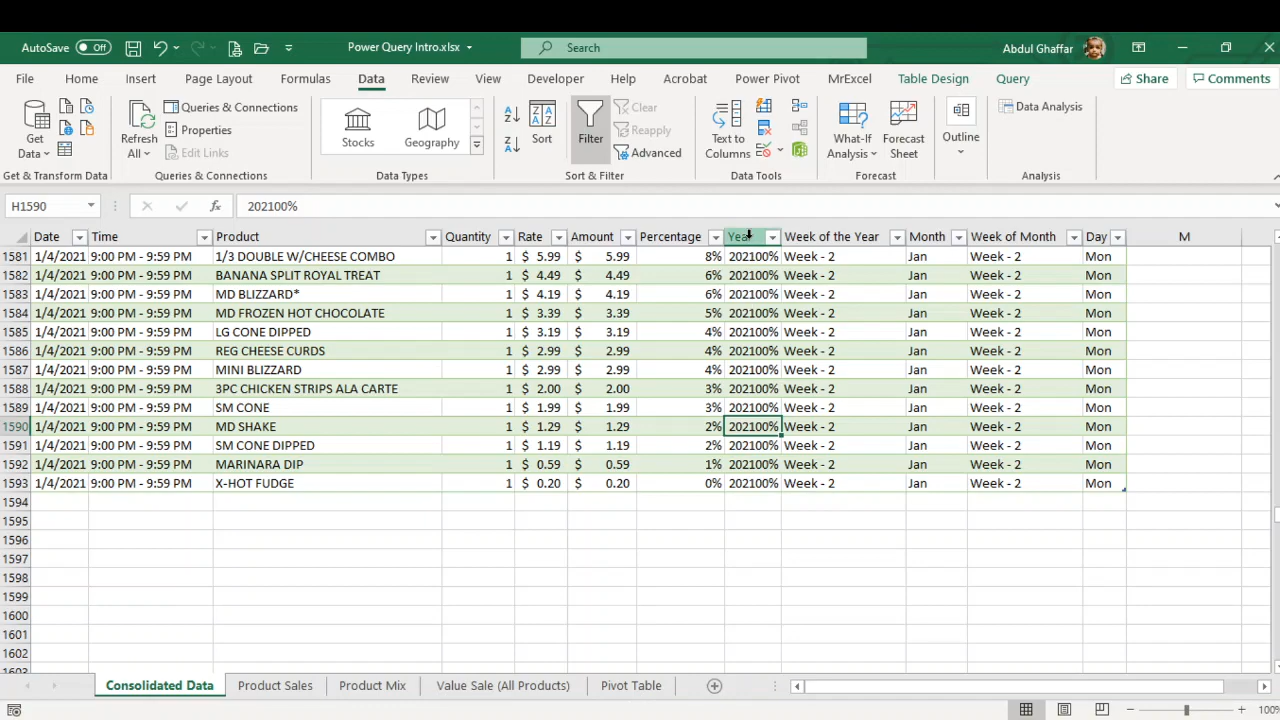 AutoSave Off Power Query Intro.xlsx Search Abdul Ghaffar
File Home Insert Draw Page Layout Formulas Data Review View Developer Help Acrobat Power Pivot MrExcel Table Design Query Share Comments
Get Data Refresh All Queries & Connections Properties Edit Links Stocks Geography Sort Filter Clear Reapply Advanced Text to Columns What-If Analysis Forecast Sheet Outline Data Analysis
Get & Transform Data Queries & Connections Data Types Sort & Filter Data Tools Forecast Analysis
H1590 fx 202100%
Date Time Product Quantity Rate Amount Percentage Year Week of the Year Month Week of Month Day M
1581 1/4/2021 9:00 PM - 9:59 PM 1/3 DOUBLE W/CHEESE COMBO 1 $ 5.99 $ 5.99 8% 202100% Week - 2 Jan Week - 2 Mon
1582 1/4/2021 9:00 PM - 9:59 PM BANANA SPLIT ROYAL TREAT 1 $ 4.49 $ 4.49 6% 202100% Week - 2 Jan Week - 2 Mon
1583 1/4/2021 9:00 PM - 9:59 PM MD BLIZZARD* 1 $ 4.19 $ 4.19 6% 202100% Week - 2 Jan Week - 2 Mon
1584 1/4/2021 9:00 PM - 9:59 PM MD FROZEN HOT CHOCOLATE 1 $ 3.39 $ 3.39 5% 202100% Week - 2 Jan Week - 2 Mon
1585 1/4/2021 9:00 PM - 9:59 PM LG CONE DIPPED 1 $ 3.19 $ 3.19 4% 202100% Week - 2 Jan Week - 2 Mon
1586 1/4/2021 9:00 PM - 9:59 PM REG CHEESE CURDS 1 $ 2.99 $ 2.99 4% 202100% Week - 2 Jan Week - 2 Mon
1587 1/4/2021 9:00 PM - 9:59 PM MINI BLIZZARD 1 $ 2.99 $ 2.99 4% 202100% Week - 2 Jan Week - 2 Mon
1588 1/4/2021 9:00 PM - 9:59 PM 3PC CHICKEN STRIPS ALA CARTE 1 $ 2.00 $ 2.00 3% 202100% Week - 2 Jan Week - 2 Mon
1589 1/4/2021 9:00 PM - 9:59 PM SM CONE 1 $ 1.99 $ 1.99 3% 202100% Week - 2 Jan Week - 2 Mon
1590 1/4/2021 9:00 PM - 9:59 PM MD SHAKE 1 $ 1.29 $ 1.29 2% 202100% Week - 2 Jan Week - 2 Mon
1591 1/4/2021 9:00 PM - 9:59 PM SM CONE DIPPED 1 $ 1.19 $ 1.19 2% 202100% Week - 2 Jan Week - 2 Mon
1592 1/4/2021 9:00 PM - 9:59 PM MARINARA DIP 1 $ 0.59 $ 0.59 1% 202100% Week - 2 Jan Week - 2 Mon
1593 1/4/2021 9:00 PM - 9:59 PM X-HOT FUDGE 1 $ 0.20 $ 0.20 0% 202100% Week - 2 Jan Week - 2 Mon
1594
1595
1596
1597
1598
1599
1600
1601
1602
1603
Consolidated Data Product Sales Product Mix Value Sale (All Products) Pivot Table
100%